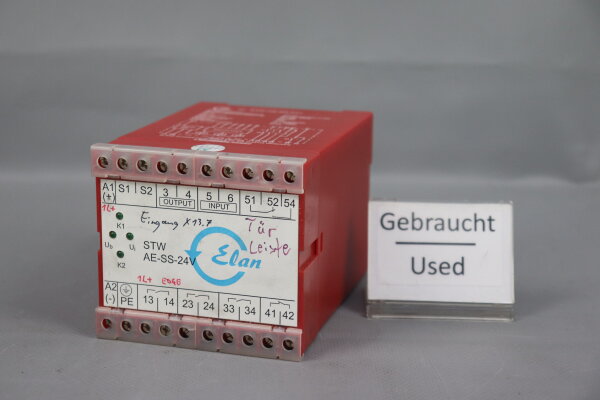 A1 S1 S2 3 4 5 6 51 52 54
(+) OUTPUT INPUT
1L+
K1
Eingang X13.7
Tür
Leiste
Ub Ui
STW
AE-SS-24V
Elan
K2
1L+
A2 PE 13 14 23 24 33 34 41 42
(-)
Gebraucht
Used